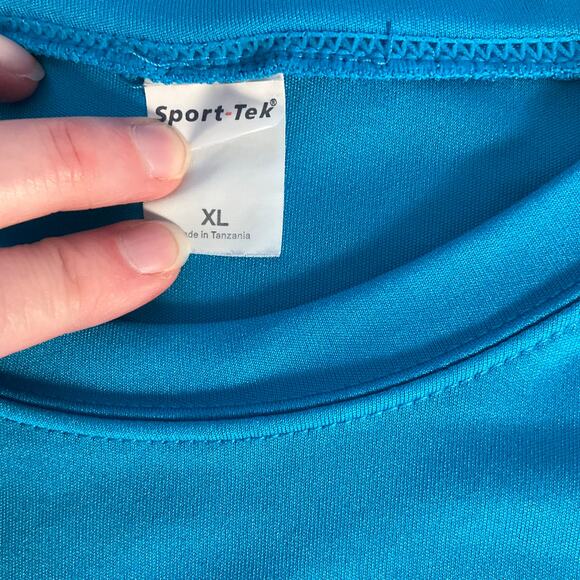 Sport-Tek®
XL
in Tanzania